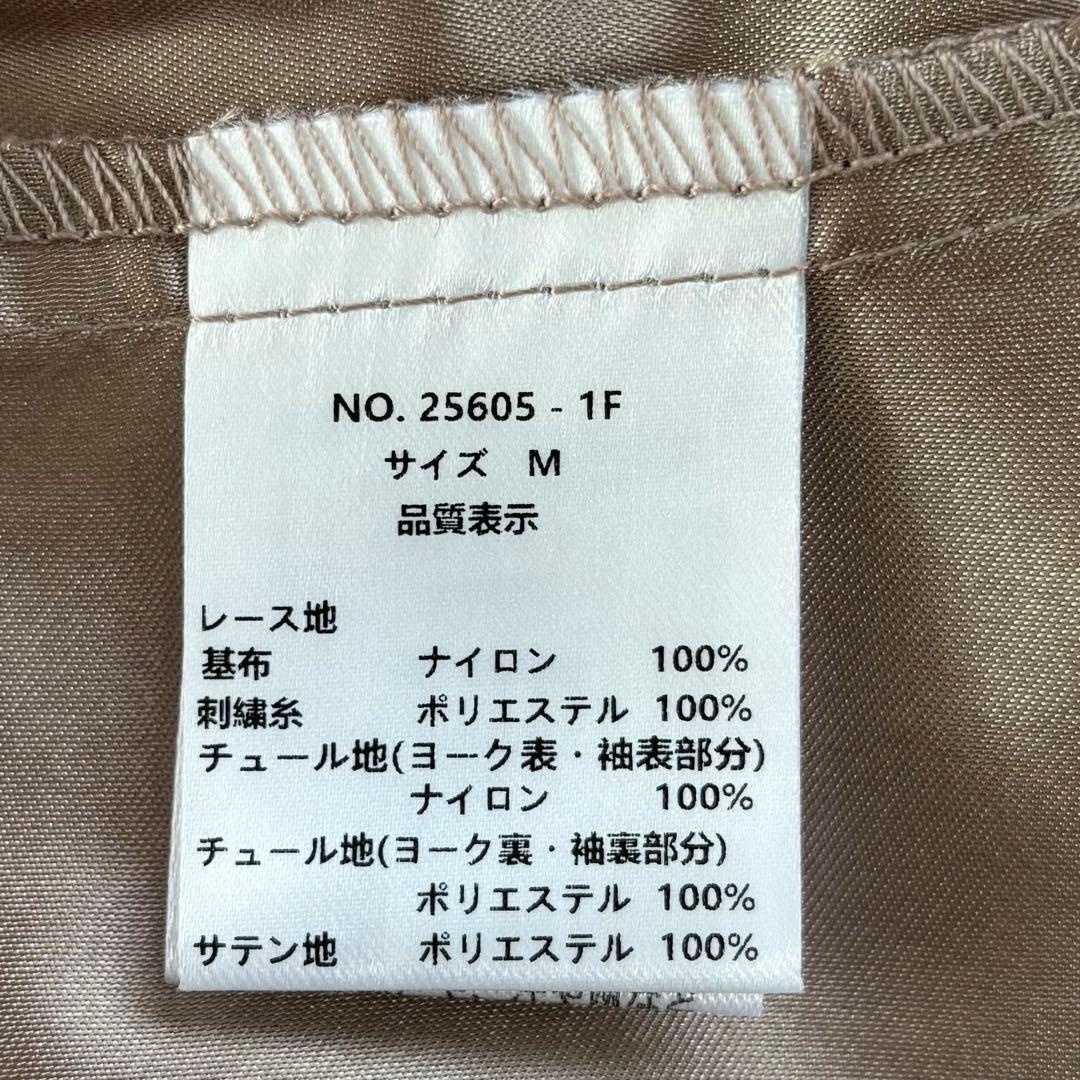 NO. 25605 - 1F
サイズ　M
品質表示
レース地
基布　ナイロン　100%
刺繍糸　ポリエステル　100%
チュール地(ヨーク表・袖表部分)
ナイロン　100%
チュール地(ヨーク裏・袖裏部分)
ポリエステル　100%
サテン地　ポリエステル　100%